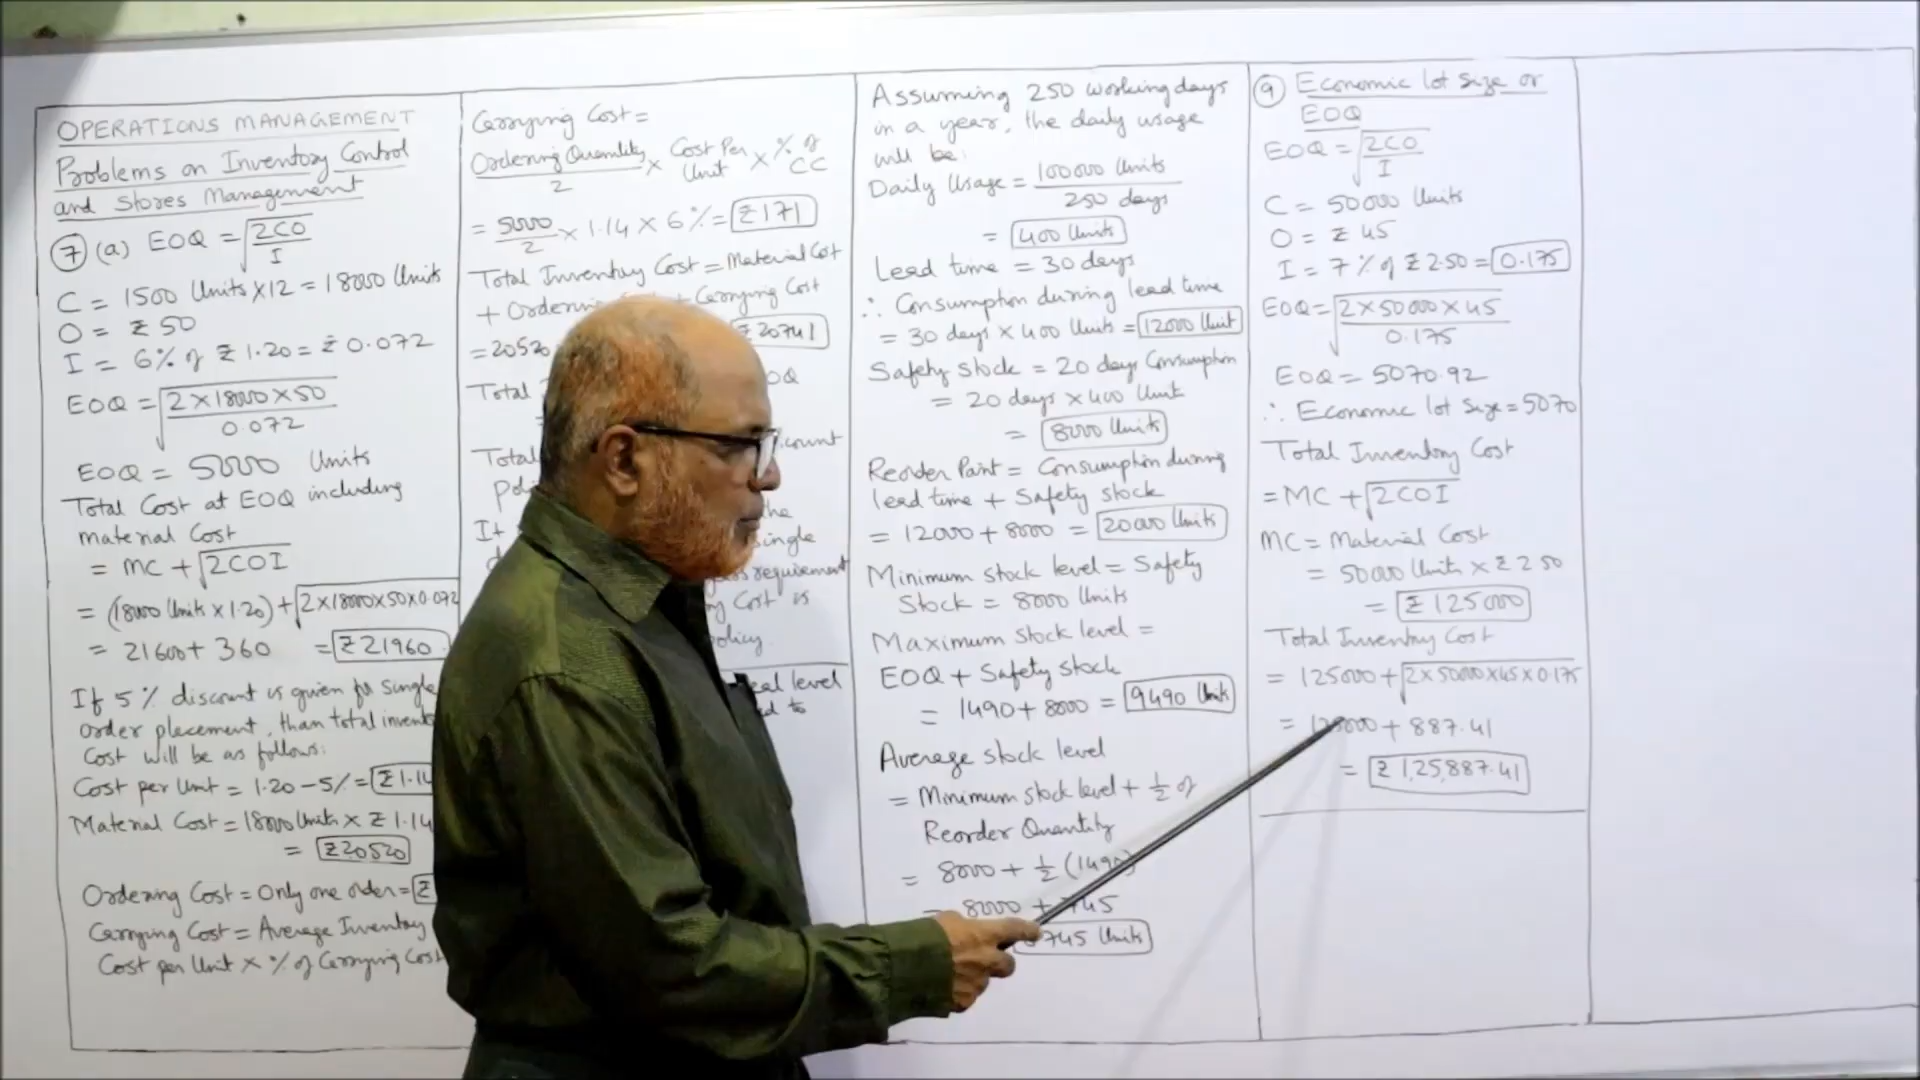 OPERATIONS MANAGEMENT
Problems on Inventory Control
and Stores Management
⑦ (a) EOQ = √2CO
I
C = 1500 Units × 12 = 18000 Units
O = ₹ 50
I = 6% of ₹ 1.20 = ₹ 0.072
EOQ = √2×18000×50
0.072
EOQ = 5000 Units
Total Cost at EOQ including
material Cost
= MC + √2COI
= (18000 Units × 1.20) + √2×18000×50×0.072
= 21600 + 360 = ₹21960
If 5% discount is given for single
order placement, than total
Cost will be as follows:
Cost per Unit = 1.20 – 5% = ₹1.14
Material Cost = 18000 Units × ₹ 1.14
= ₹20520
Ordering Cost = Only one order = ₹
Carrying Cost = Average Inventory
Cost per Unit × % of Carrying Cost
Carrying Cost =
Ordering Quantity × Cost Per × % of
2 Unit CC
= 5000 × 1.14 × 6% = ₹171
2
Total Inventory Cost = Material Cost
+ Carrying Cost
= 20520 ₹20741
Total
Total
If
single
requirement
Cost is
policy.
level
to
Assuming 250 working days
in a year, the daily usage
will be:
Daily Usage = 100000 Units
250 days
= 400 Units
Lead time = 30 days
∴ Consumption during lead time
= 30 days × 400 Units = 12000 Unit
Safety stock = 20 days Consumption
= 20 days × 400 Unit
= 8000 Units
Reorder Point = Consumption during
lead time + Safety stock
= 12000 + 8000 = 20000 Units
Minimum stock level = Safety
Stock = 8000 Units
Maximum stock level =
EOQ + Safety stock
= 1490 + 8000 = 9490 Units
Average stock level
= Minimum stock level + ½ of
Reorder Quantity
= 8000 + ½ (1490)
= 8000 + 745
745 Units
⑨ Economic lot size or
EOQ
EOQ = √2CO
I
C = 50000 Units
O = ₹ 45
I = 7% of ₹ 2.50 = 0.175
EOQ = √2×50000×45
0.175
EOQ = 5070.92
∴ Economic lot size = 5070
Total Inventory Cost
= MC + √2COI
MC = Material Cost
= 50000 Units × ₹ 2.50
= ₹ 125000
Total Inventory Cost
= 125000 + √2×50000×45×0.175
= 125000 + 887.41
= ₹ 1,25,887.41